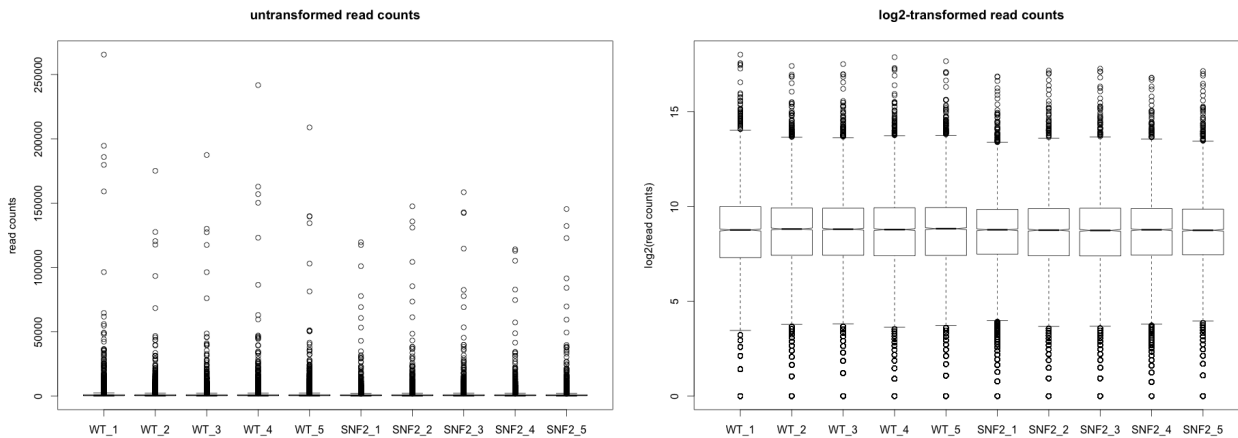 untransformed read counts
read counts
250000
200000
150000
100000
50000
0
WT_1 WT_2 WT_3 WT_4 WT_5 SNF2_1 SNF2_2 SNF2_3 SNF2_4 SNF2_5
log2-transformed read counts
log2(read counts)
15
10
5
0
WT_1 WT_2 WT_3 WT_4 WT_5 SNF2_1 SNF2_2 SNF2_3 SNF2_4 SNF2_5